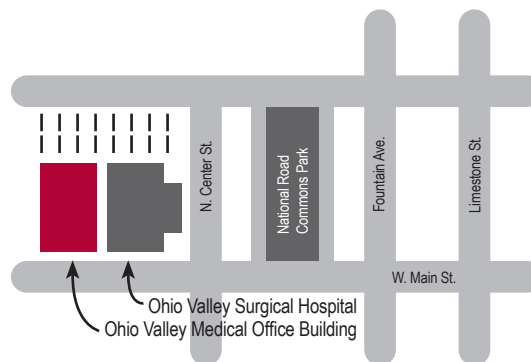 N. Center St.
National Road
Commons Park
Fountain Ave.
Limestone St.
W. Main St.
Ohio Valley Surgical Hospital
Ohio Valley Medical Office Building